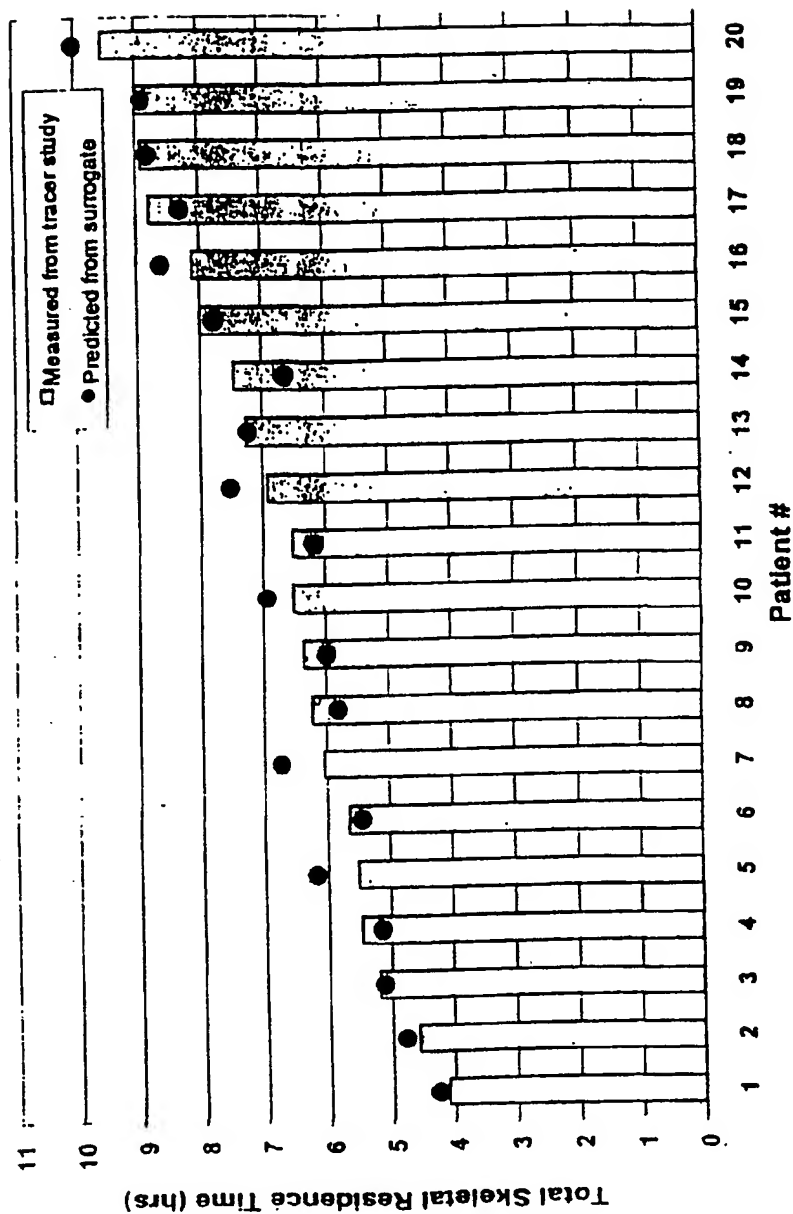 Measured from tracer study
Predicted from surrogate
Total Skeletal Residence Time (hrs)
11
10
9
8
7
6
5
4
3
2
1
0
1 2 3 4 5 6 7 8 9 10 11 12 13 14 15 16 17 18 19 20
Patient #